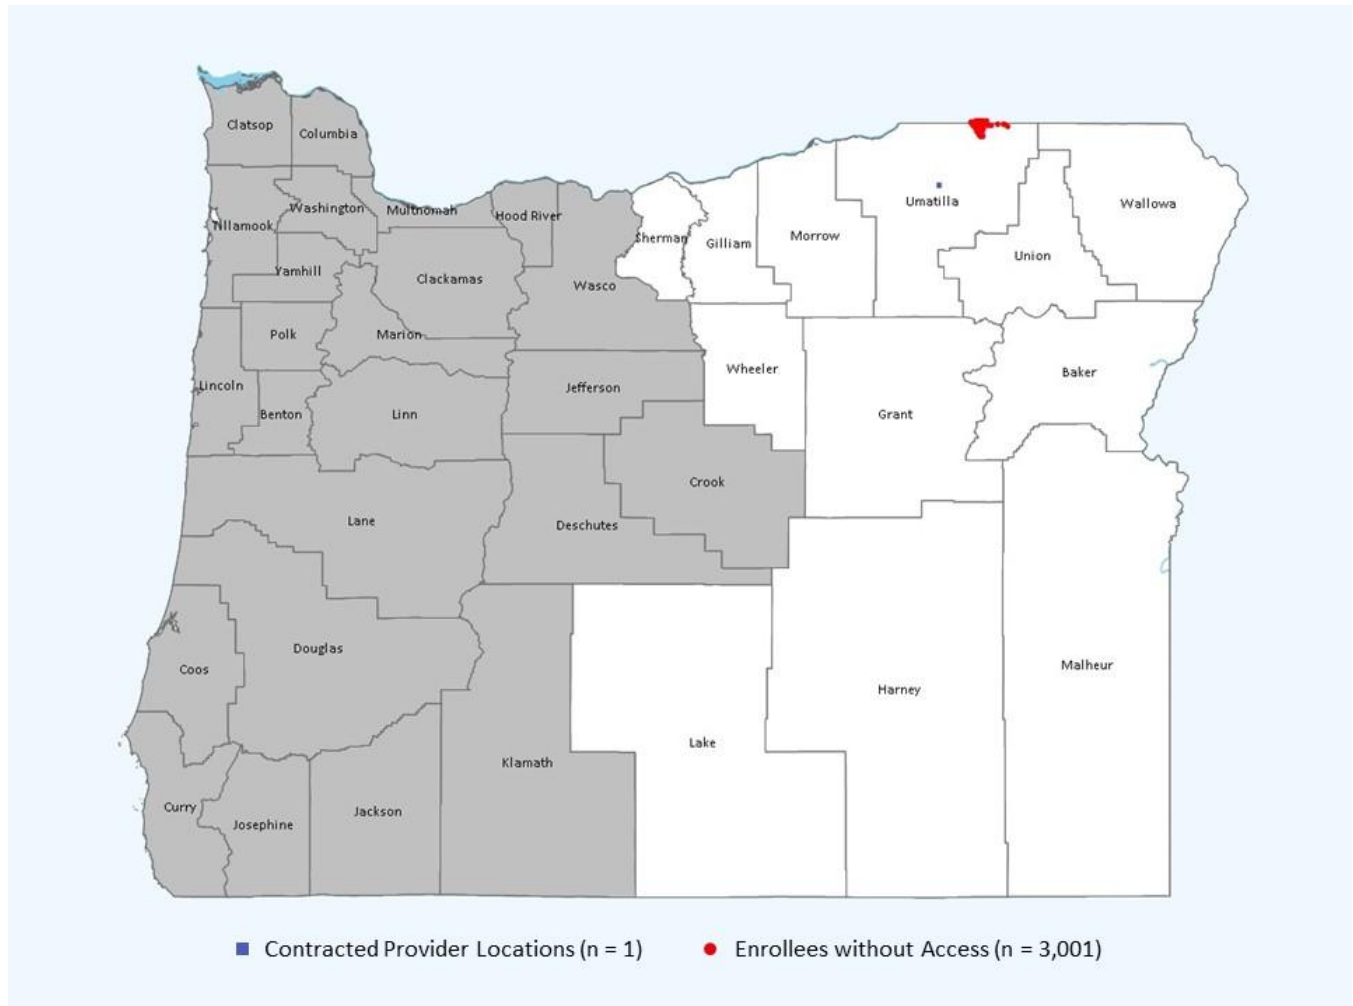 Clatsop
Columbia
Washington
Multnomah
Hood River
Tillamook
Sherman
Gilliam
Morrow
Umatilla
Wallowa
Union
Yamhill
Clackamas
Wasco
Polk
Marion
Wheeler
Baker
Lincoln
Benton
Linn
Jefferson
Grant
Crook
Lane
Deschutes
Douglas
Coos
Malheur
Harney
Lake
Klamath
Curry
Josephine
Jackson
Contracted Provider Locations (n = 1)
Enrollees without Access (n = 3,001)